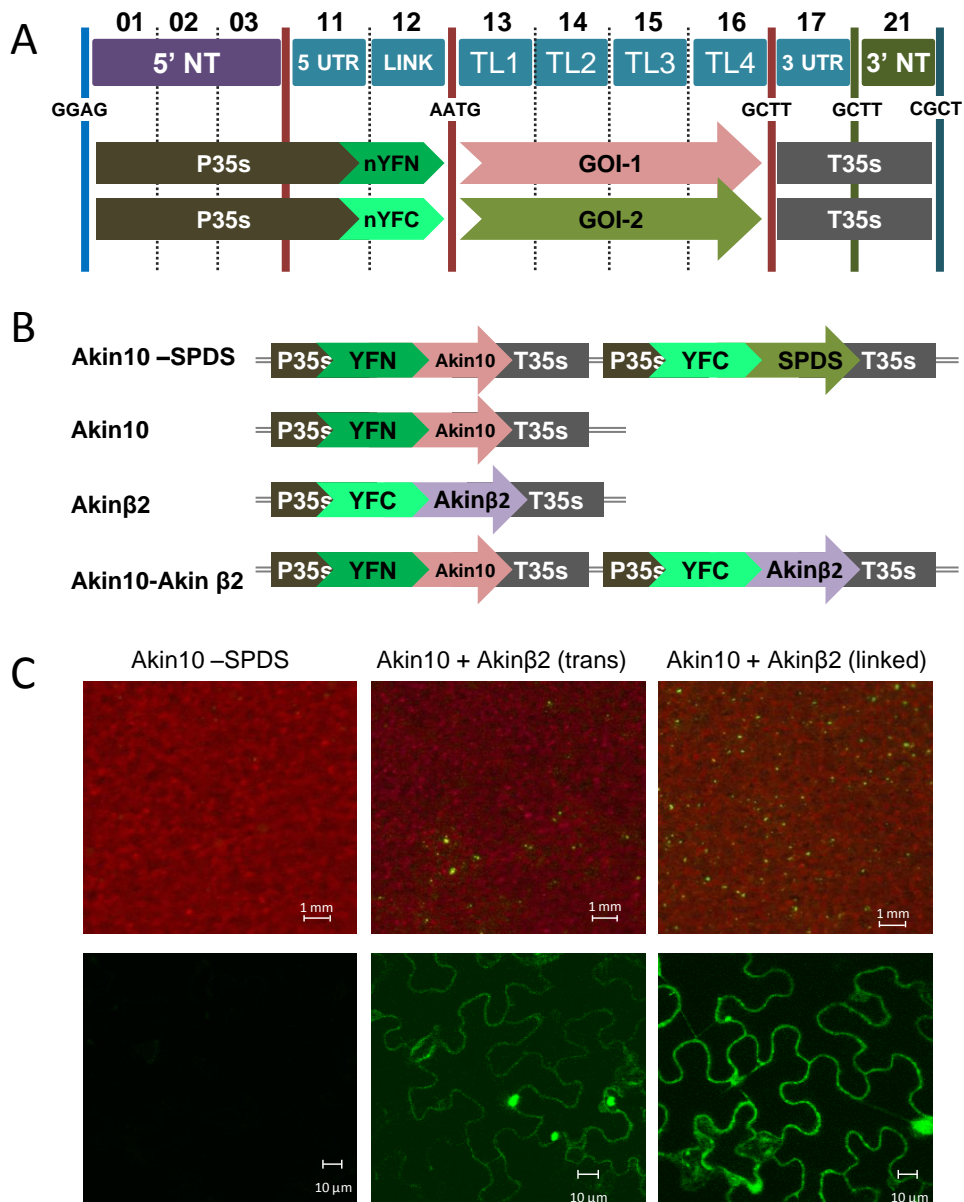 A
01 02 03 11 12 13 14 15 16 17 21
5' NT 5 UTR LINK TL1 TL2 TL3 TL4 3 UTR 3' NT
GGAG AATG GCTT GCTT CGCT
P35s nYFN GOI-1 T35s
P35s nYFC GOI-2 T35s
B
Akin10 –SPDS P35s YFN Akin10 T35s P35s YFC SPDS T35s
Akin10 P35s YFN Akin10 T35s
Akinβ2 P35s YFC Akinβ2 T35s
Akin10-Akin β2 P35s YFN Akin10 T35s P35s YFC Akinβ2 T35s
C
Akin10 –SPDS Akin10 + Akinβ2 (trans) Akin10 + Akinβ2 (linked)
1 mm 1 mm 1 mm
10 µm 10 µm 10 µm